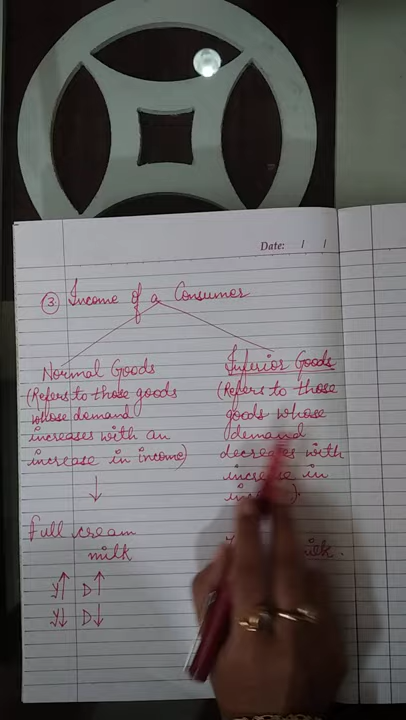 Date: / /
③ Income of a Consumer
Normal Goods
(Refers to those goods
whose demand
increases with an
increase in income)
↓
Full cream
milk
Y↑ D↑
Y↓ D↓
Inferior Goods
(Refers to those
goods whose
demand
decreases with
increase in
milk.